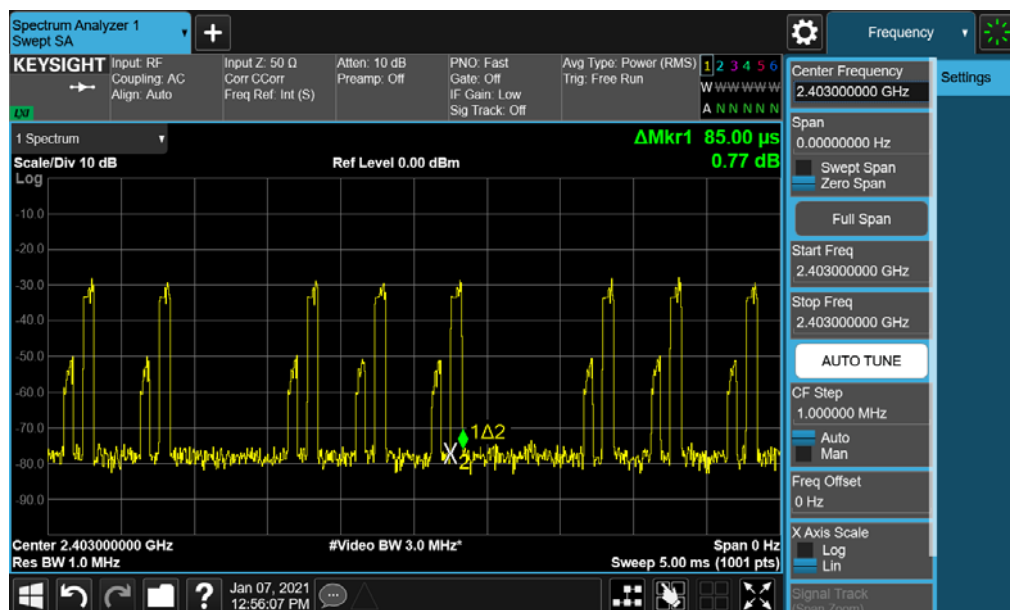 Spectrum Analyzer 1
Swept SA
Frequency
KEYSIGHT
Input: RF
Coupling: AC
Align: Auto
Input Z: 50 Ω
Corr CCorr
Freq Ref: Int (S)
Atten: 10 dB
Preamp: Off
PNO: Fast
Gate: Off
IF Gain: Low
Sig Track: Off
Avg Type: Power (RMS)
Trig: Free Run
1 2 3 4 5 6
W W W W W W
A N N N N N
LXI
1 Spectrum
ΔMkr1 85.00 μs
0.77 dB
Scale/Div 10 dB
Ref Level 0.00 dBm
Log
-10.0
-20.0
-30.0
-40.0
-50.0
-60.0
-70.0
-80.0
-90.0
1Δ2
X2
Center 2.403000000 GHz
#Video BW 3.0 MHz*
Span 0 Hz
Res BW 1.0 MHz
Sweep 5.00 ms (1001 pts)
Jan 07, 2021
12:56:07 PM
Center Frequency
2.403000000 GHz
Settings
Span
0.00000000 Hz
Swept Span
Zero Span
Full Span
Start Freq
2.403000000 GHz
Stop Freq
2.403000000 GHz
AUTO TUNE
CF Step
1.000000 MHz
Auto
Man
Freq Offset
0 Hz
X Axis Scale
Log
Lin
Signal Track
(Span Zoom)